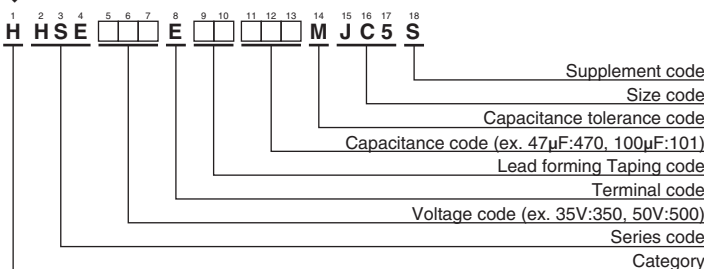 1 2 3 4 5 6 7 8 9 10 11 12 13 14 15 16 17 18
H HSE □□□ E □□ □□□ M JC5 S
Supplement code
Size code
Capacitance tolerance code
Capacitance code (ex. 47µF:470, 100µF:101)
Lead forming Taping code
Terminal code
Voltage code (ex. 35V:350, 50V:500)
Series code
Category